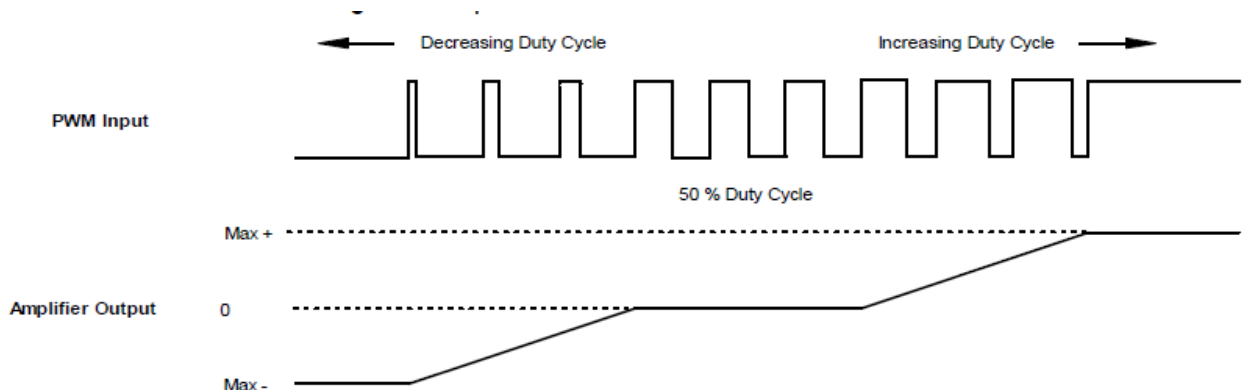 Decreasing Duty Cycle
Increasing Duty Cycle
PWM Input
50 % Duty Cycle
Max +
Amplifier Output
0
Max -